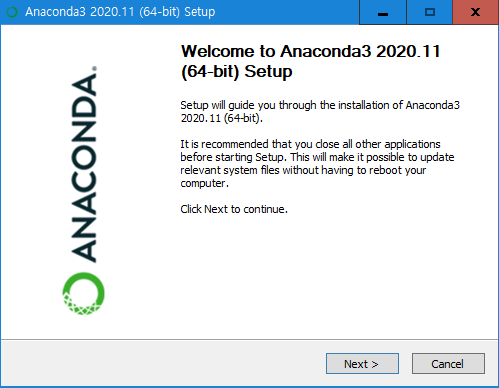 Anaconda3 2020.11 (64-bit) Setup
Welcome to Anaconda3 2020.11
(64-bit) Setup
ANACONDA.
Setup will guide you through the installation of Anaconda3
2020.11 (64-bit).
It is recommended that you close all other applications
before starting Setup. This will make it possible to update
relevant system files without having to reboot your
computer.
Click Next to continue.
Next >
Cancel